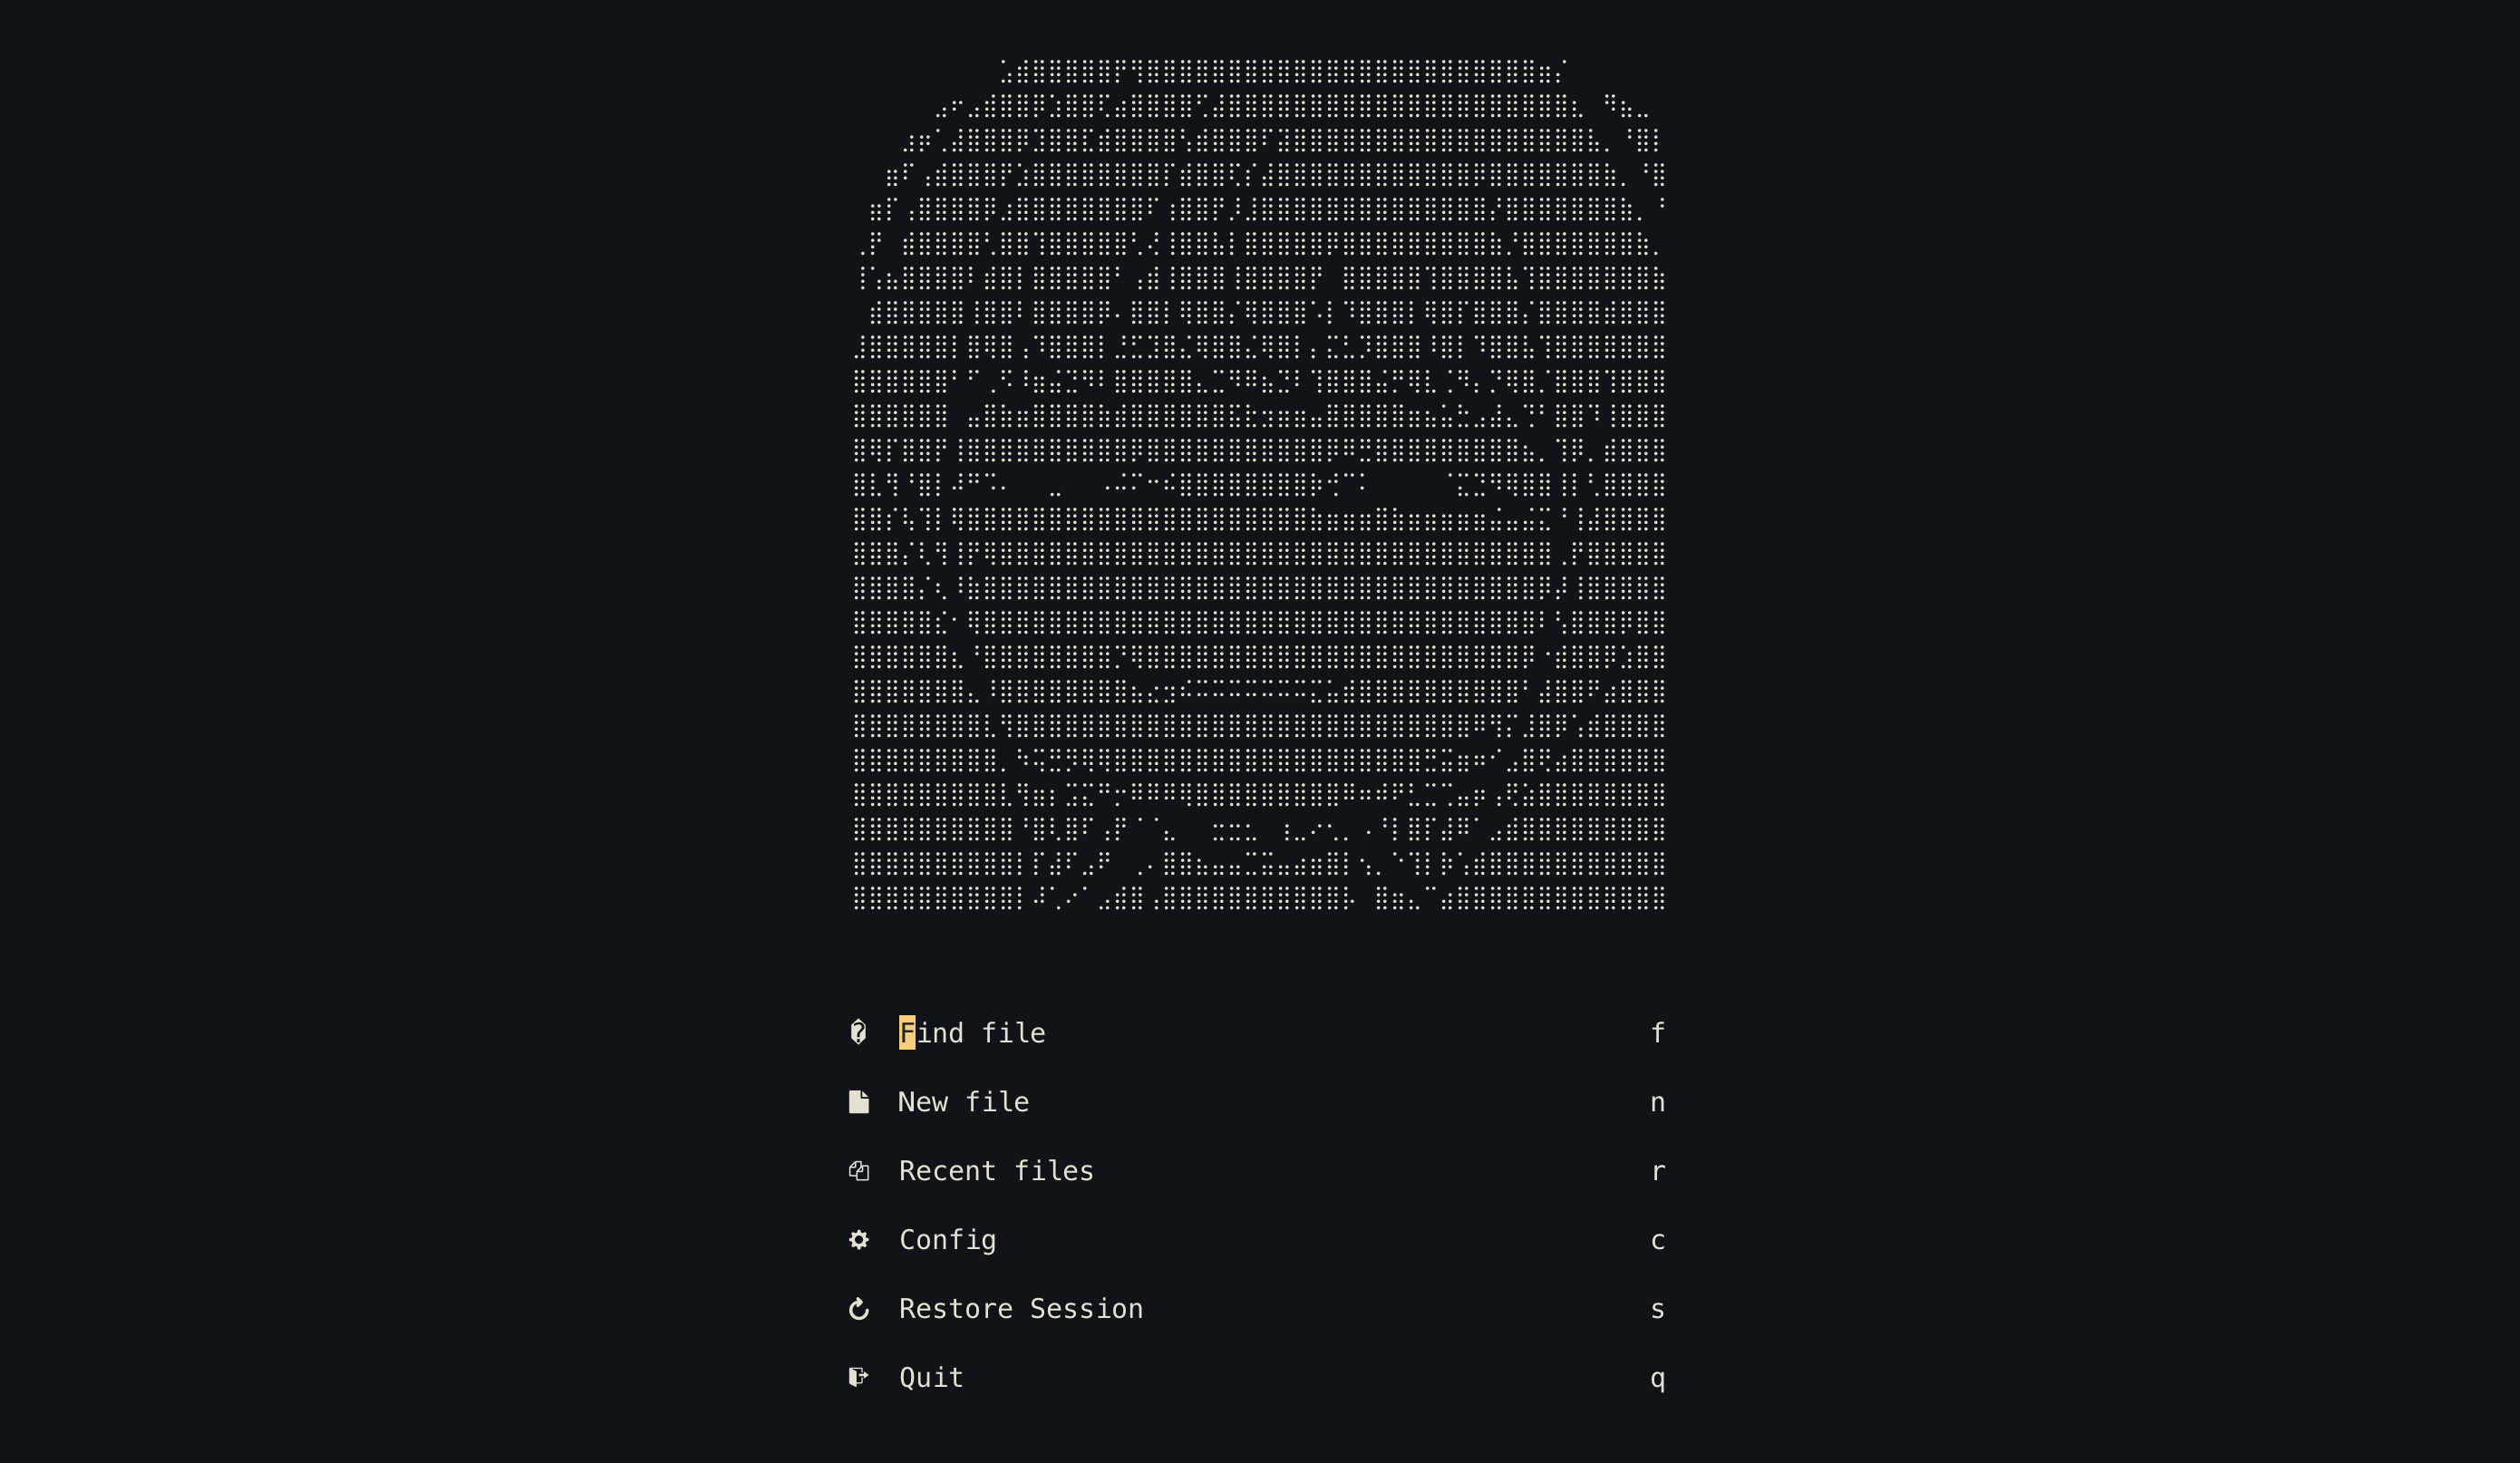 Find file f
New file n
Recent files r
Config c
Restore Session s
Quit q